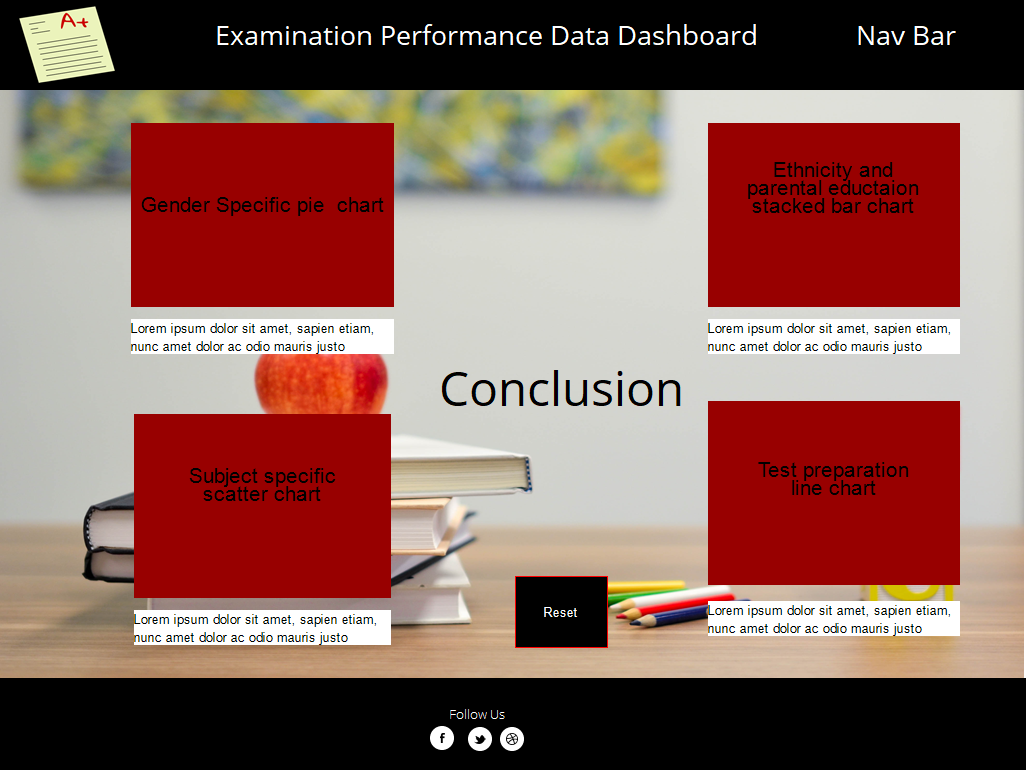 A+
Examination Performance Data Dashboard
Nav Bar
Gender Specific pie chart
Ethnicity and
parental eductaion
stacked bar chart
Lorem ipsum dolor sit amet, sapien etiam,
nunc amet dolor ac odio mauris justo
Lorem ipsum dolor sit amet, sapien etiam,
nunc amet dolor ac odio mauris justo
Conclusion
Subject specific
scatter chart
Test preparation
line chart
Reset
Lorem ipsum dolor sit amet, sapien etiam,
nunc amet dolor ac odio mauris justo
Lorem ipsum dolor sit amet, sapien etiam,
nunc amet dolor ac odio mauris justo
Follow Us